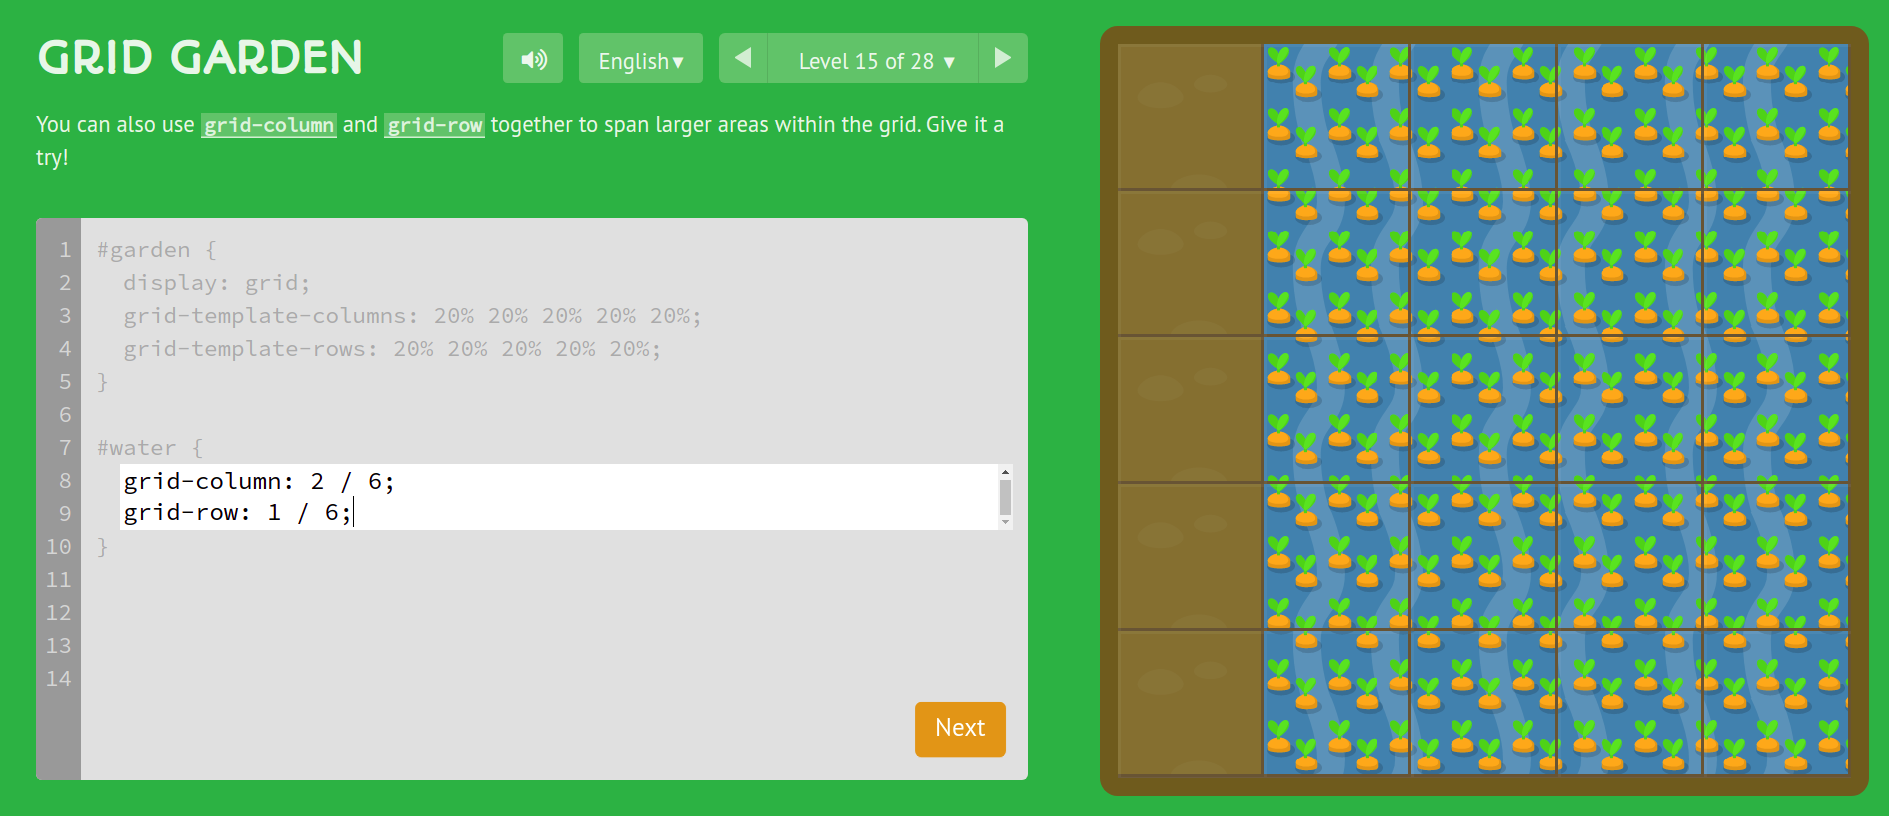 GRID GARDEN
English ▾
Level 15 of 28 ▾
You can also use grid-column and grid-row together to span larger areas within the grid. Give it a
try!
1 #garden {
2 display: grid;
3 grid-template-columns: 20% 20% 20% 20% 20%;
4 grid-template-rows: 20% 20% 20% 20% 20%;
5 }
6
7 #water {
8 grid-column: 2 / 6;
9 grid-row: 1 / 6;
10 }
11
12
13
14
Next